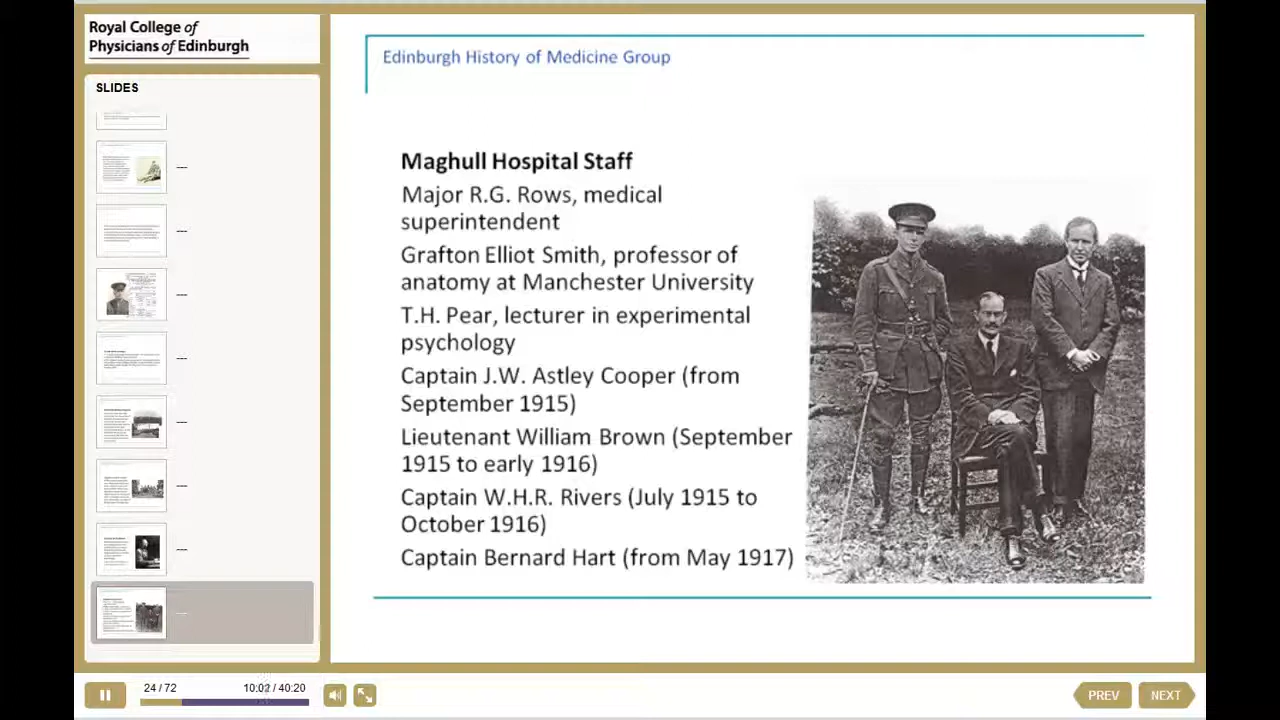 Royal College of
Physicians of Edinburgh
SLIDES
Edinburgh History of Medicine Group
Maghull Hospital Staff
Major R.G. Rows, medical
superintendent
Grafton Elliot Smith, professor of
anatomy at Manchester University
T.H. Pear, lecturer in experimental
psychology
Captain J.W. Astley Cooper (from
September 1915)
Lieutenant William Brown (September
1915 to early 1916)
Captain W.H.R. Rivers (July 1915 to
October 1916)
Captain Bernard Hart (from May 1917)
24 / 72
10:02 / 40:20
PREV
NEXT